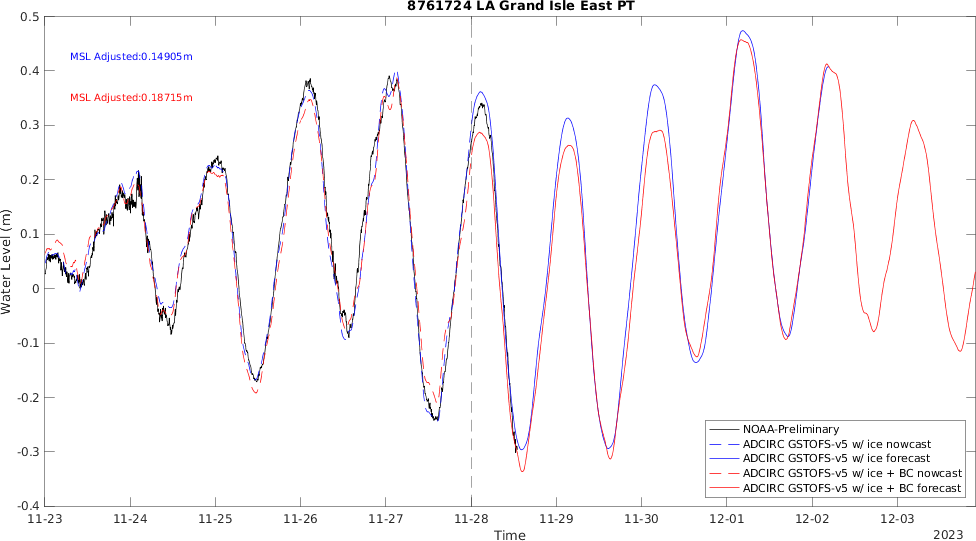 8761724 LA Grand Isle East PT
MSL Adjusted:0.14905m
MSL Adjusted:0.18715m
Water Level (m)
0.5
0.4
0.3
0.2
0.1
0
-0.1
-0.2
-0.3
-0.4
NOAA-Preliminary
ADCIRC GSTOFS-v5 w/ ice nowcast
ADCIRC GSTOFS-v5 w/ ice forecast
ADCIRC GSTOFS-v5 w/ ice + BC nowcast
ADCIRC GSTOFS-v5 w/ ice + BC forecast
11-23 11-24 11-25 11-26 11-27 11-28 11-29 11-30 12-01 12-02 12-03
Time
2023